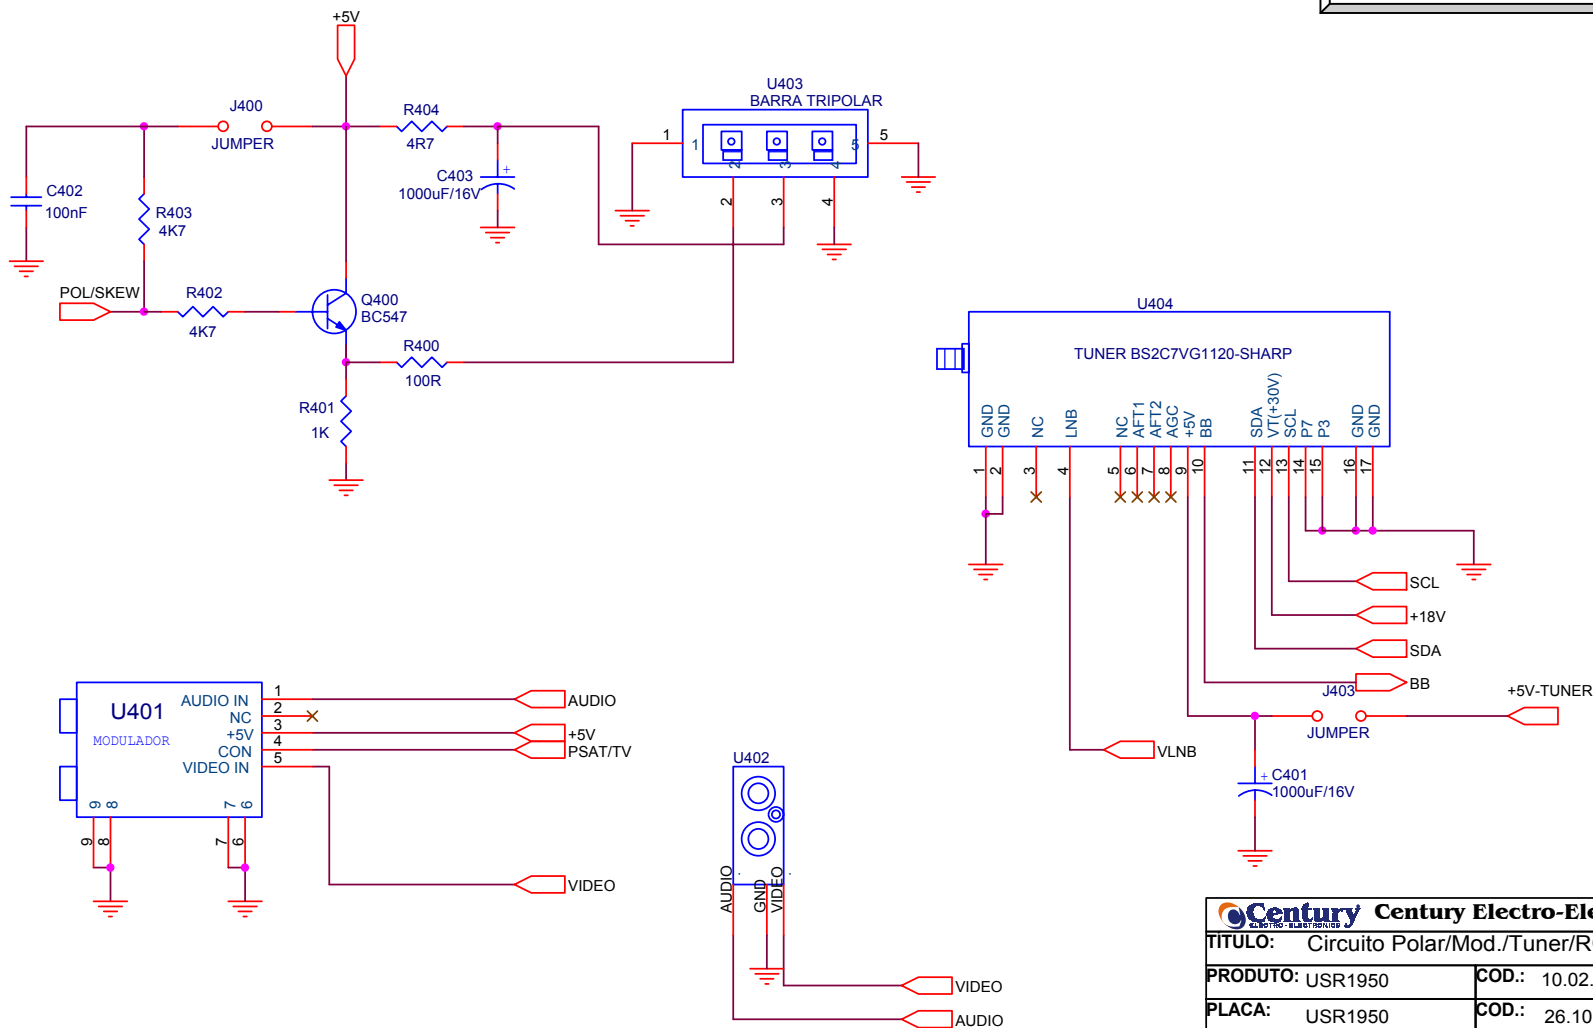 +5V
J400
JUMPER
R404
4R7
U403
BARRA TRIPOLAR
1
1
5
5
2
3
4
2
3
4
C402
100nF
R403
4K7
C403
1000uF/16V
+
POL/SKEW
R402
4K7
Q400
BC547
R400
100R
R401
1K
U404
TUNER BS2C7VG1120-SHARP
GND
GND
NC
LNB
NC
AFT1
AFT2
AGC
+5V
BB
SDA
VT(+30V)
SCL
P7
P3
GND
GND
1
2
3
4
5
6
7
8
9
10
11
12
13
14
15
16
17
SCL
+18V
SDA
BB
J403
JUMPER
+5V-TUNER
VLNB
+
C401
1000uF/16V
U401
MODULADOR
AUDIO IN
NC
+5V
CON
VIDEO IN
1
2
3
4
5
9
8
7
6
9
8
7
6
AUDIO
+5V
PSAT/TV
VIDEO
U402
AUDIO
GND
VIDEO
VIDEO
AUDIO
Century Century Electro-Ele
ELECTRO-ELECTRONICS
TÍTULO: Circuito Polar/Mod./Tuner/R
PRODUTO: USR1950 COD.: 10.02.
PLACA: USR1950 COD.: 26.10